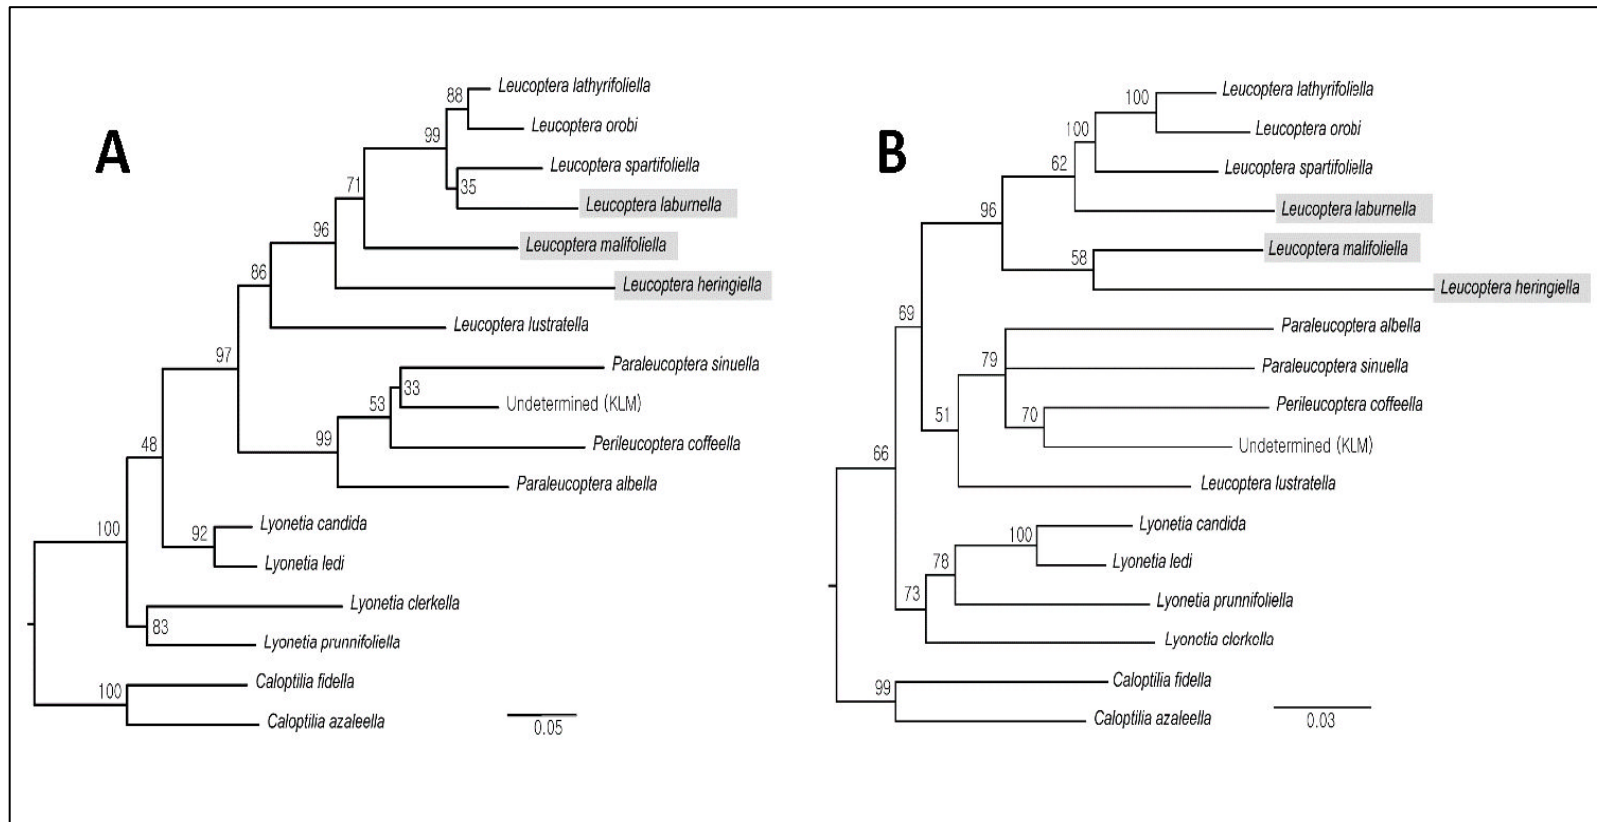 A
88
Leucoptera lathyrifoliella
Leucoptera orobi
99
Leucoptera spartifoliella
35
71
Leucoptera laburnella
96
Leucoptera malifoliella
86
Leucoptera heringiella
Leucoptera lustratella
97
Paraleucoptera sinuella
33
Undetermined (KLM)
53
Perileucoptera coffeella
99
48
Paraleucoptera albella
Lyonetia candida
100
92
Lyonetia ledi
Lyonetia clerkella
83
Lyonetia prunnifoliella
Caloptilia fidella
100
Caloptilia azaleella
0.05
B
100
Leucoptera lathyrifoliella
Leucoptera orobi
100
Leucoptera spartifoliella
62
Leucoptera laburnella
96
Leucoptera malifoliella
58
Leucoptera heringiella
69
Paraleucoptera albella
79
Paraleucoptera sinuella
Perileucoptera coffeella
51
70
Undetermined (KLM)
66
Leucoptera lustratella
Lyonetia candida
100
Lyonetia ledi
78
Lyonetia prunnifoliella
73
Lyonetia clerkella
Caloptilia fidella
99
Caloptilia azaleella
0.03